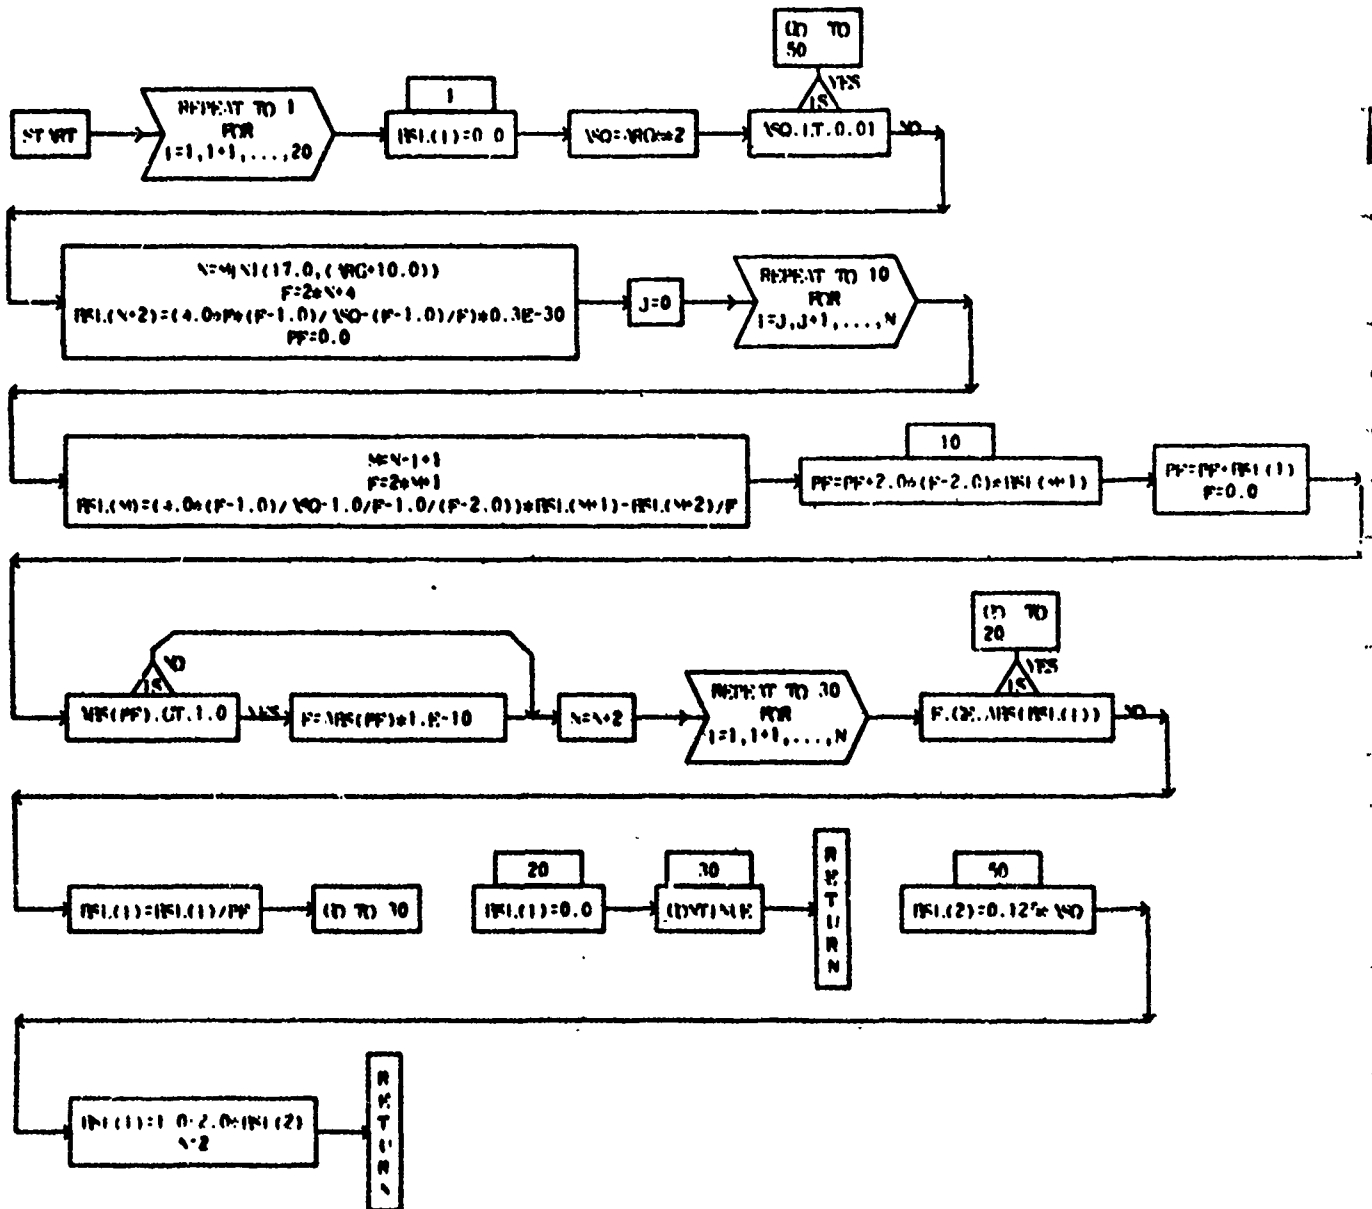 GO TO
50
YES
IS
START
REPEAT TO 1
FOR
I=1,1+1,...,20
1
BSL(I)=0.0
ASQ=ARG**2
ASQ.LT.0.01
NO
N=MIN1(17.0,(ARG+10.0))
F=2*N+4
BSL(N+2)=(4.0*F*(F-1.0)/ASQ-(F-1.0)/F)*0.3E-30
PF=0.0
J=0
REPEAT TO 10
FOR
I=J,J+1,...,N
M=N-I+1
F=2*M+1
BSL(M)=(4.0*(F-1.0)/ASQ-1.0/F-1.0/(F-2.0))*BSL(M+1)-BSL(M+2)/F
10
PF=PF+2.0*(F-2.0)*BSL(M+1)
PF=PF+BSL(1)
F=0.0
NO
IS
ABS(PF).GT.1.0
YES
F=ABS(PF)*1.E-10
N=N+2
REPEAT TO 30
FOR
I=1,1+1,...,N
GO TO
20
YES
IS
F.GE.ABS(BSL(I))
NO
BSL(I)=BSL(I)/PF
GO TO 30
20
BSL(I)=0.0
30
CONTINUE
RETURN
50
BSL(2)=0.125*ASQ
BSL(1)=1.0-2.0*BSL(2)
N=2
RETURN